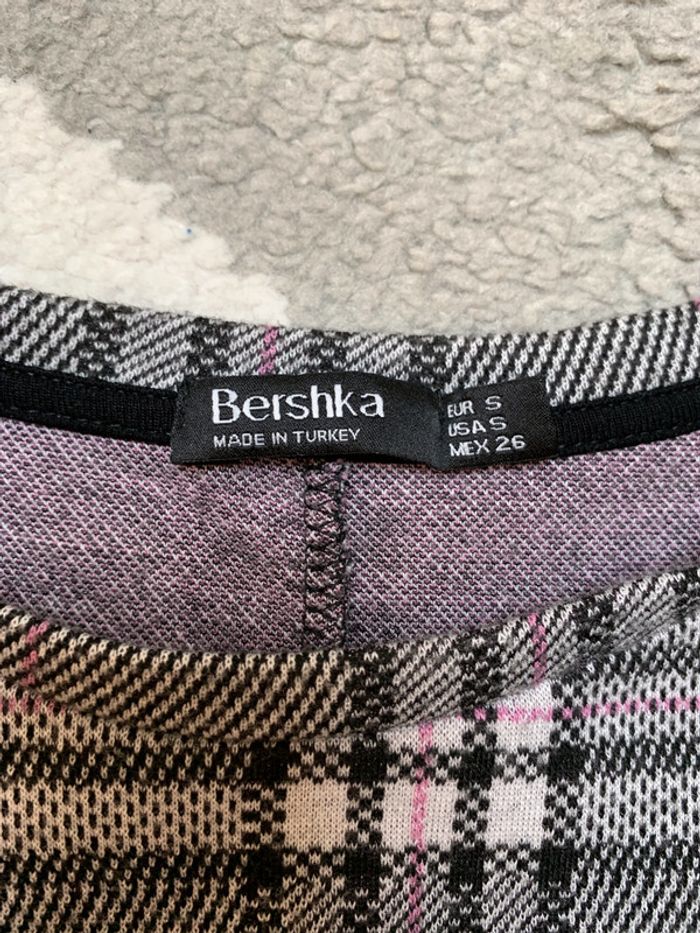 Bershka
MADE IN TURKEY
EUR S
USA S
MEX 26